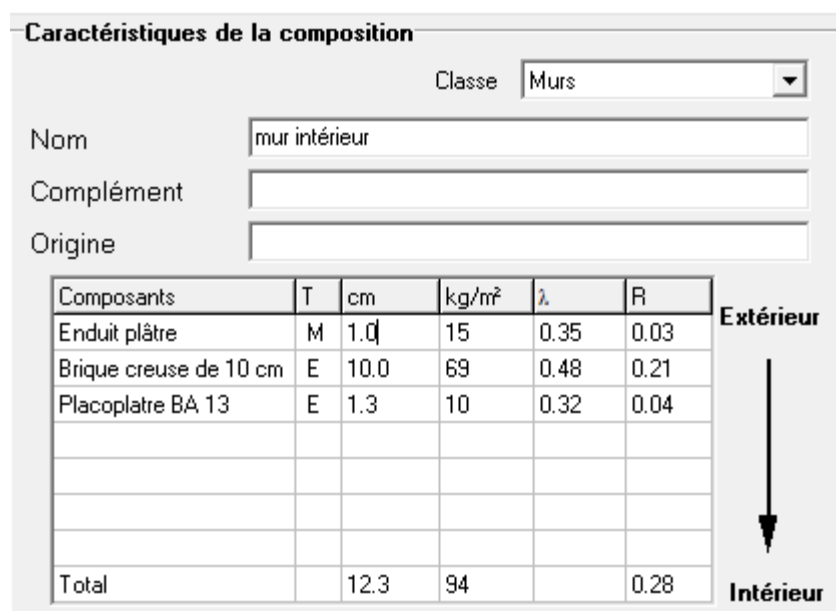 Caractéristiques de la composition
Classe Murs
Nom mur intérieur
Complément
Origine
Composants T cm kg/m² λ R
Extérieur
Enduit plâtre M 1.0 15 0.35 0.03
Brique creuse de 10 cm E 10.0 69 0.48 0.21
Placoplatre BA 13 E 1.3 10 0.32 0.04
Total 12.3 94 0.28
Intérieur